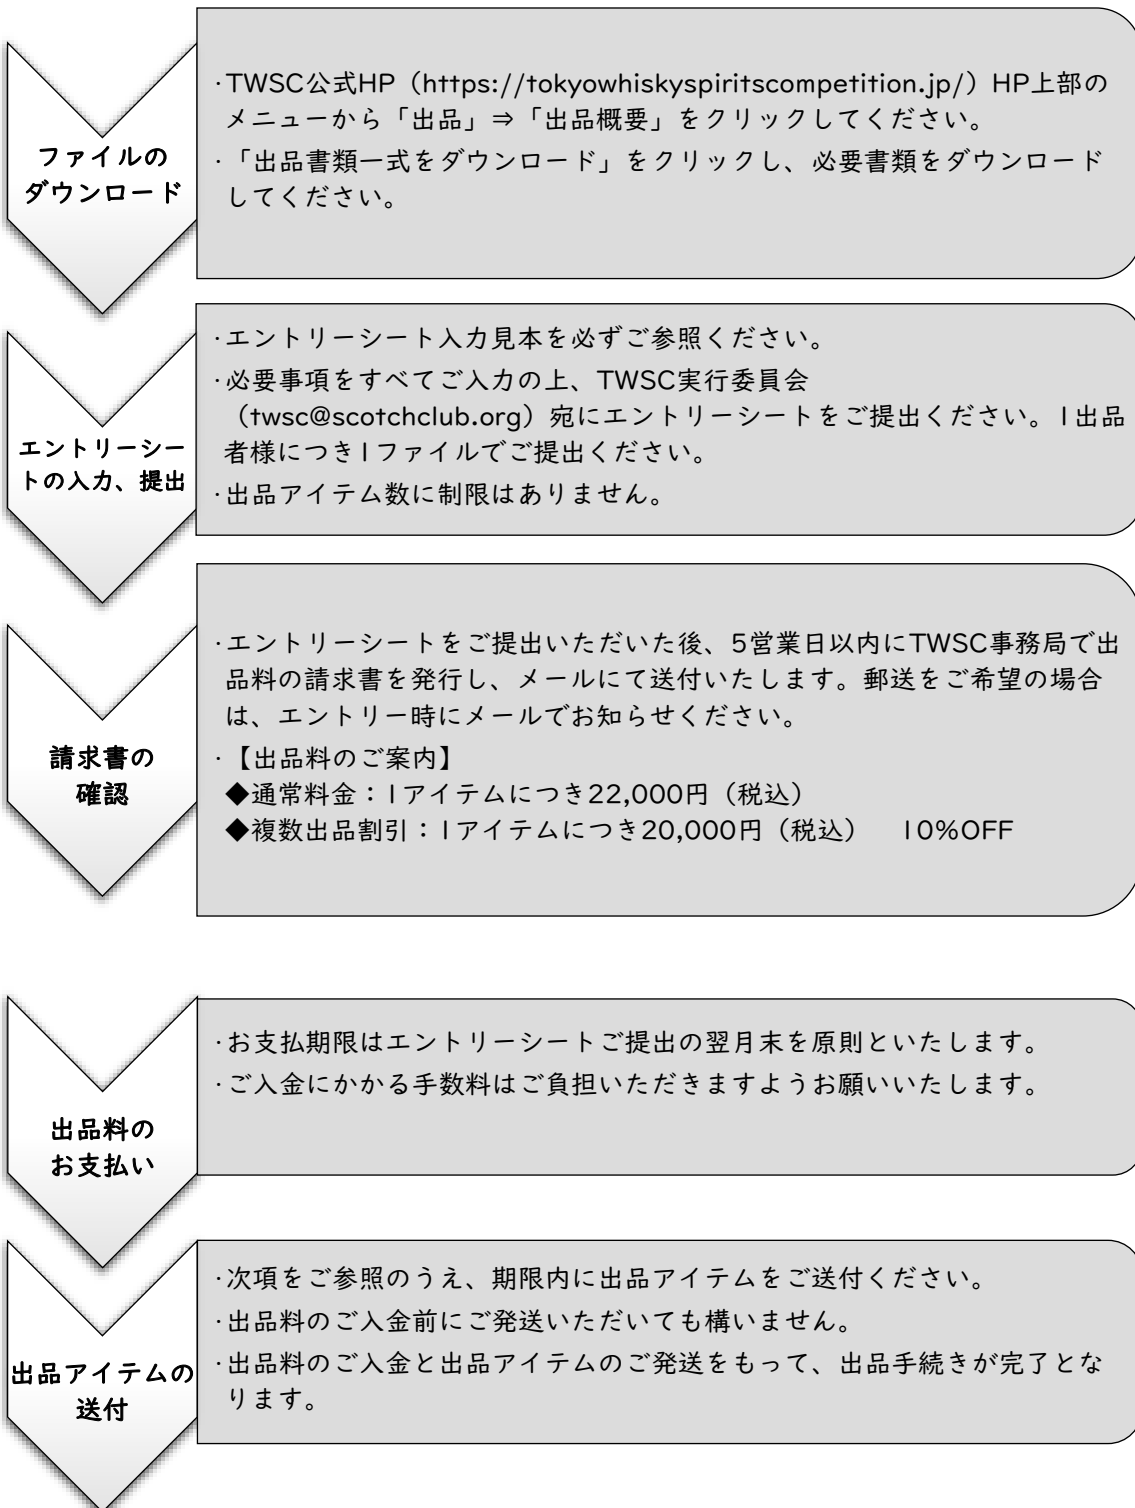 ファイルの
ダウンロード
·TWSC公式HP（https://tokyowhiskyspiritscompetition.jp/）HP上部の
メニューから「出品」⇒「出品概要」をクリックしてください。
·「出品書類一式をダウンロード」をクリックし、必要書類をダウンロード
してください。
エントリーシー
トの入力、提出
·エントリーシート入力見本を必ずご参照ください。
·必要事項をすべてご入力の上、TWSC実行委員会
（twsc@scotchclub.org）宛にエントリーシートをご提出ください。1出品
者様につき1ファイルでご提出ください。
·出品アイテム数に制限はありません。
請求書の
確認
·エントリーシートをご提出いただいた後、5営業日以内にTWSC事務局で出
品料の請求書を発行し、メールにて送付いたします。郵送をご希望の場合
は、エントリー時にメールでお知らせください。
·【出品料のご案内】
◆通常料金：1アイテムにつき22,000円（税込）
◆複数出品割引：1アイテムにつき20,000円（税込）　10%OFF
出品料の
お支払い
·お支払期限はエントリーシートご提出の翌月末を原則といたします。
·ご入金にかかる手数料はご負担いただきますようお願いいたします。
出品アイテムの
送付
·次項をご参照のうえ、期限内に出品アイテムをご送付ください。
·出品料のご入金前にご発送いただいても構いません。
·出品料のご入金と出品アイテムのご発送をもって、出品手続きが完了とな
ります。